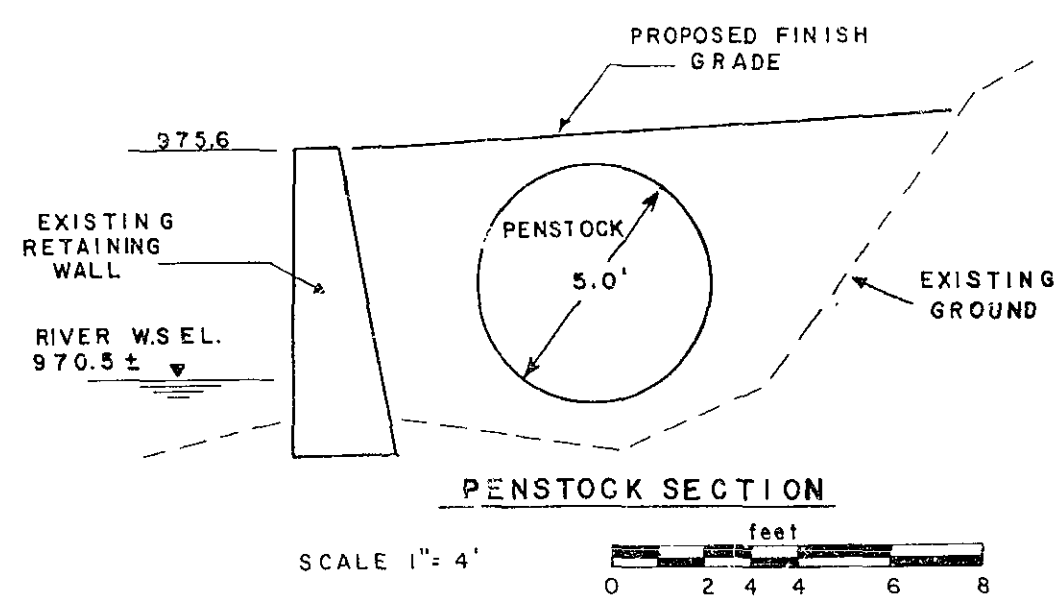 PROPOSED FINISH
GRADE
975.6
EXISTING
RETAINING
WALL
PENSTOCK
5.0'
EXISTING
GROUND
RIVER W.S EL.
970.5 ±
PENSTOCK SECTION
SCALE 1"= 4'
feet
0 2 4 4 6 8